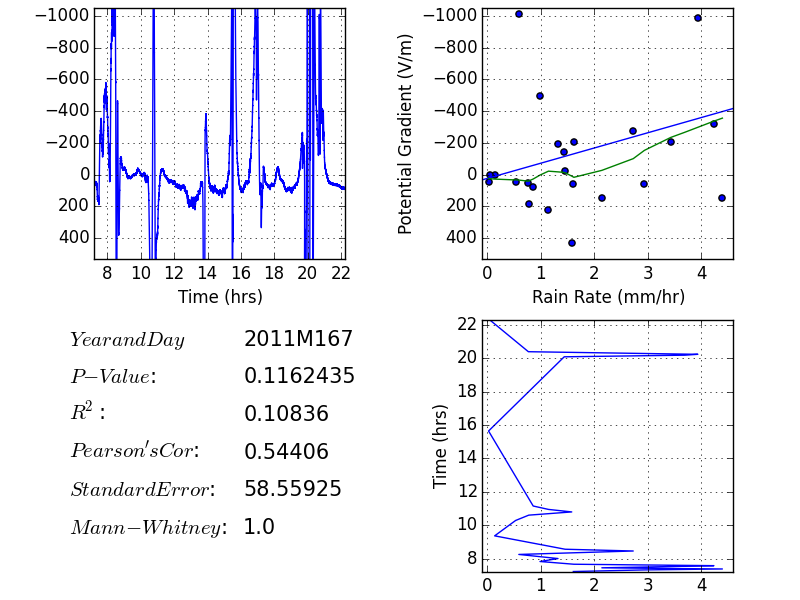 −1000
−800
−600
−400
−200
0
200
400
8 10 12 14 16 18 20 22
Time (hrs)
−1000
−800
−600
−400
−200
0
200
400
Potential Gradient (V/m)
0 1 2 3 4
Rain Rate (mm/hr)
YearandDay 2011M167
P−Value: 0.1162435
R²: 0.10836
Pearson'sCor: 0.54406
StandardError: 58.55925
Mann−Whitney: 1.0
22
20
18
16
14
12
10
8
Time (hrs)
0 1 2 3 4